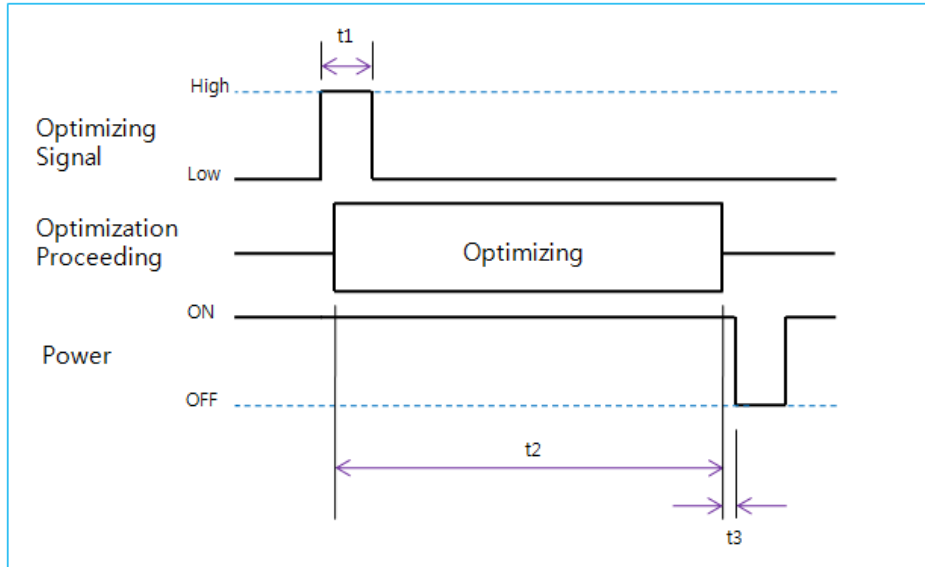 t1
High
Optimizing
Signal
Low
Optimization
Proceeding
Optimizing
ON
Power
OFF
t2
t3